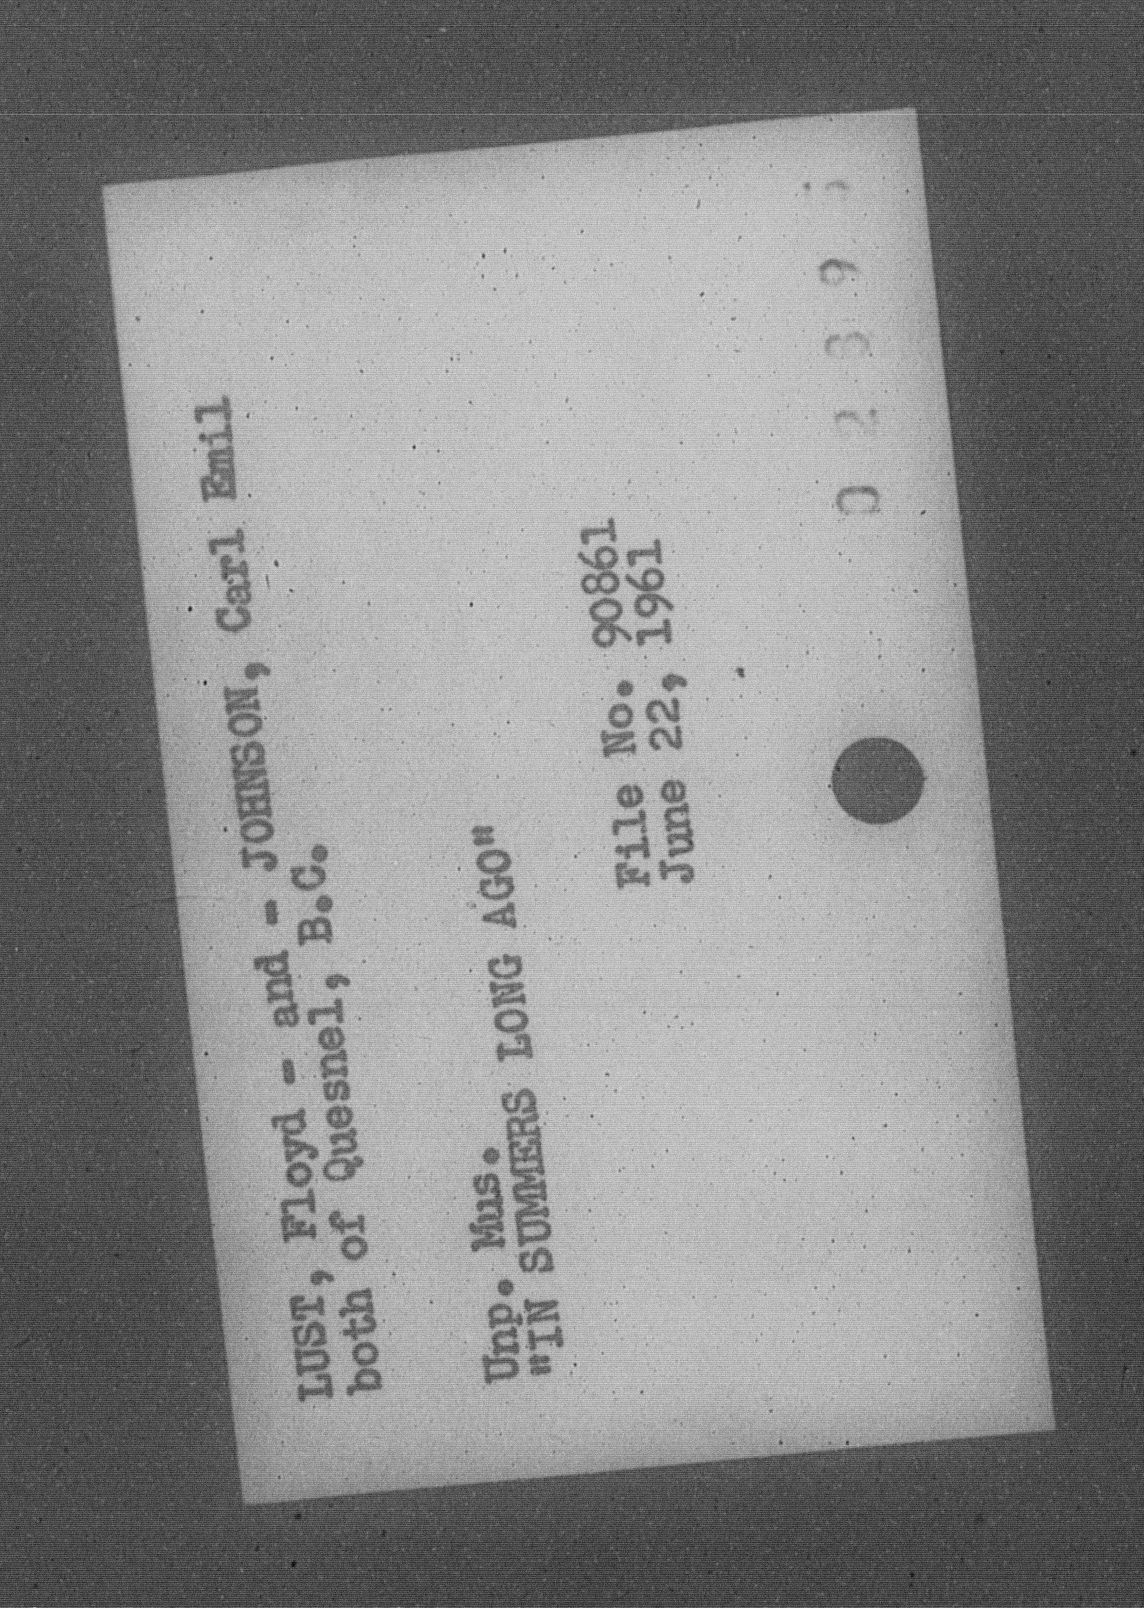 LUST, Floyd - and - JOHNSON, Carl Emil
both of Quesnel, B.C.
Unp. Mus.
"IN SUMMERS LONG AGO"
File No. 90861
June 22, 1961